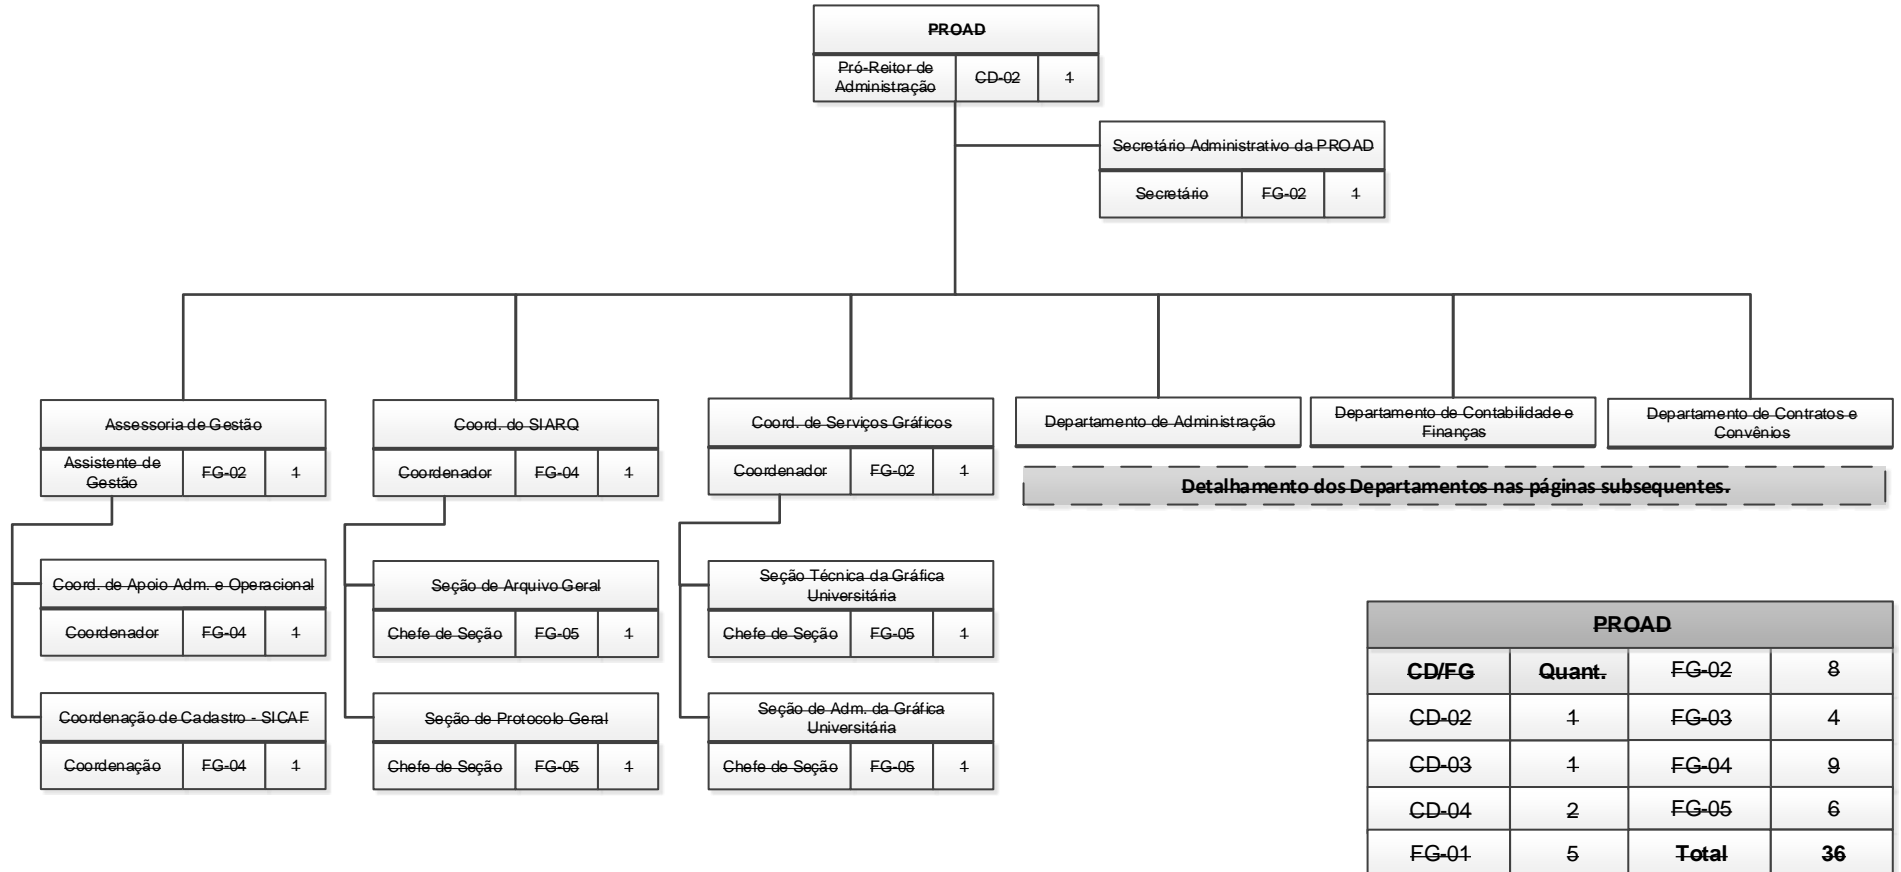 PROAD
Pró-Reitor de
Administração
CD-02
1
Secretário Administrativo da PROAD
Secretário
FG-02
1
Assessoria de Gestão
Assistente de
Gestão
FG-02
1
Coord. do SIARQ
Coordenador
FG-04
1
Coord. de Serviços Gráficos
Coordenador
FG-02
1
Departamento de Administração
Departamento de Contabilidade e
Finanças
Departamento de Contratos e
Convênios
Detalhamento dos Departamentos nas páginas subsequentes.
Coord. de Apoio Adm. e Operacional
Coordenador
FG-04
1
Seção de Arquivo Geral
Chefe de Seção
FG-05
1
Seção Técnica da Gráfica
Universitária
Chefe de Seção
FG-05
1
Coordenação de Cadastro - SICAF
Coordenação
FG-04
1
Seção de Protocolo Geral
Chefe de Seção
FG-05
1
Seção de Adm. da Gráfica
Universitária
Chefe de Seção
FG-05
1
PROAD
CD/FG Quant. FG-02 8
CD-02 1 FG-03 4
CD-03 1 FG-04 9
CD-04 2 FG-05 6
FG-01 5 Total 36